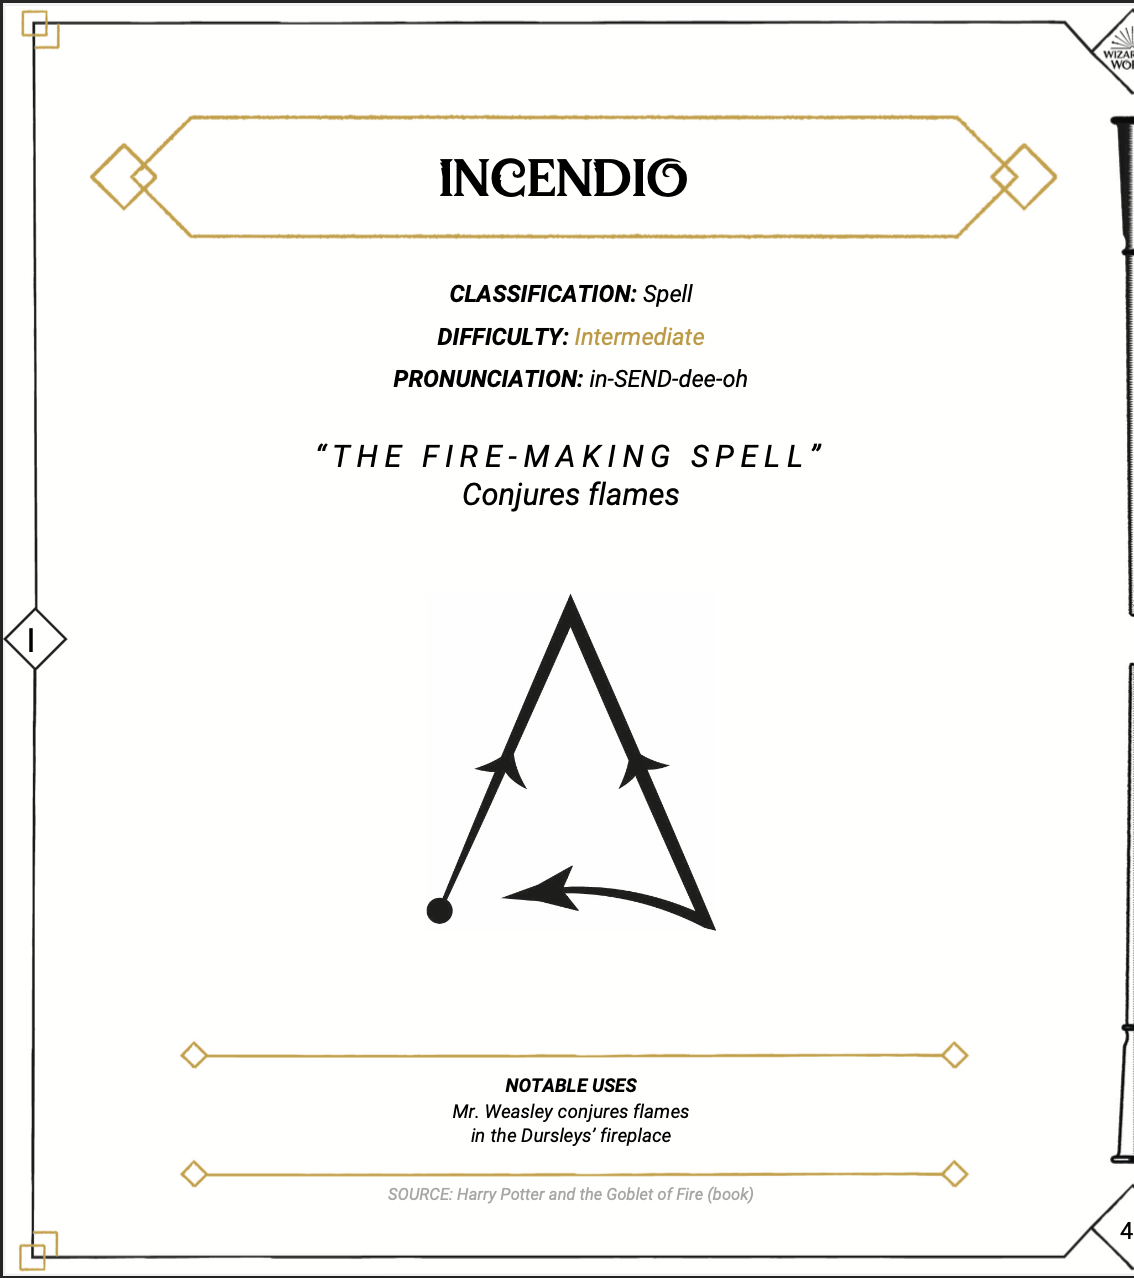 WIZAR
WOR
INCENDIO
CLASSIFICATION: Spell
DIFFICULTY: Intermediate
PRONUNCIATION: in-SEND-dee-oh
“THE FIRE-MAKING SPELL”
Conjures flames
I
NOTABLE USES
Mr. Weasley conjures flames
in the Dursleys’ fireplace
SOURCE: Harry Potter and the Goblet of Fire (book)
4